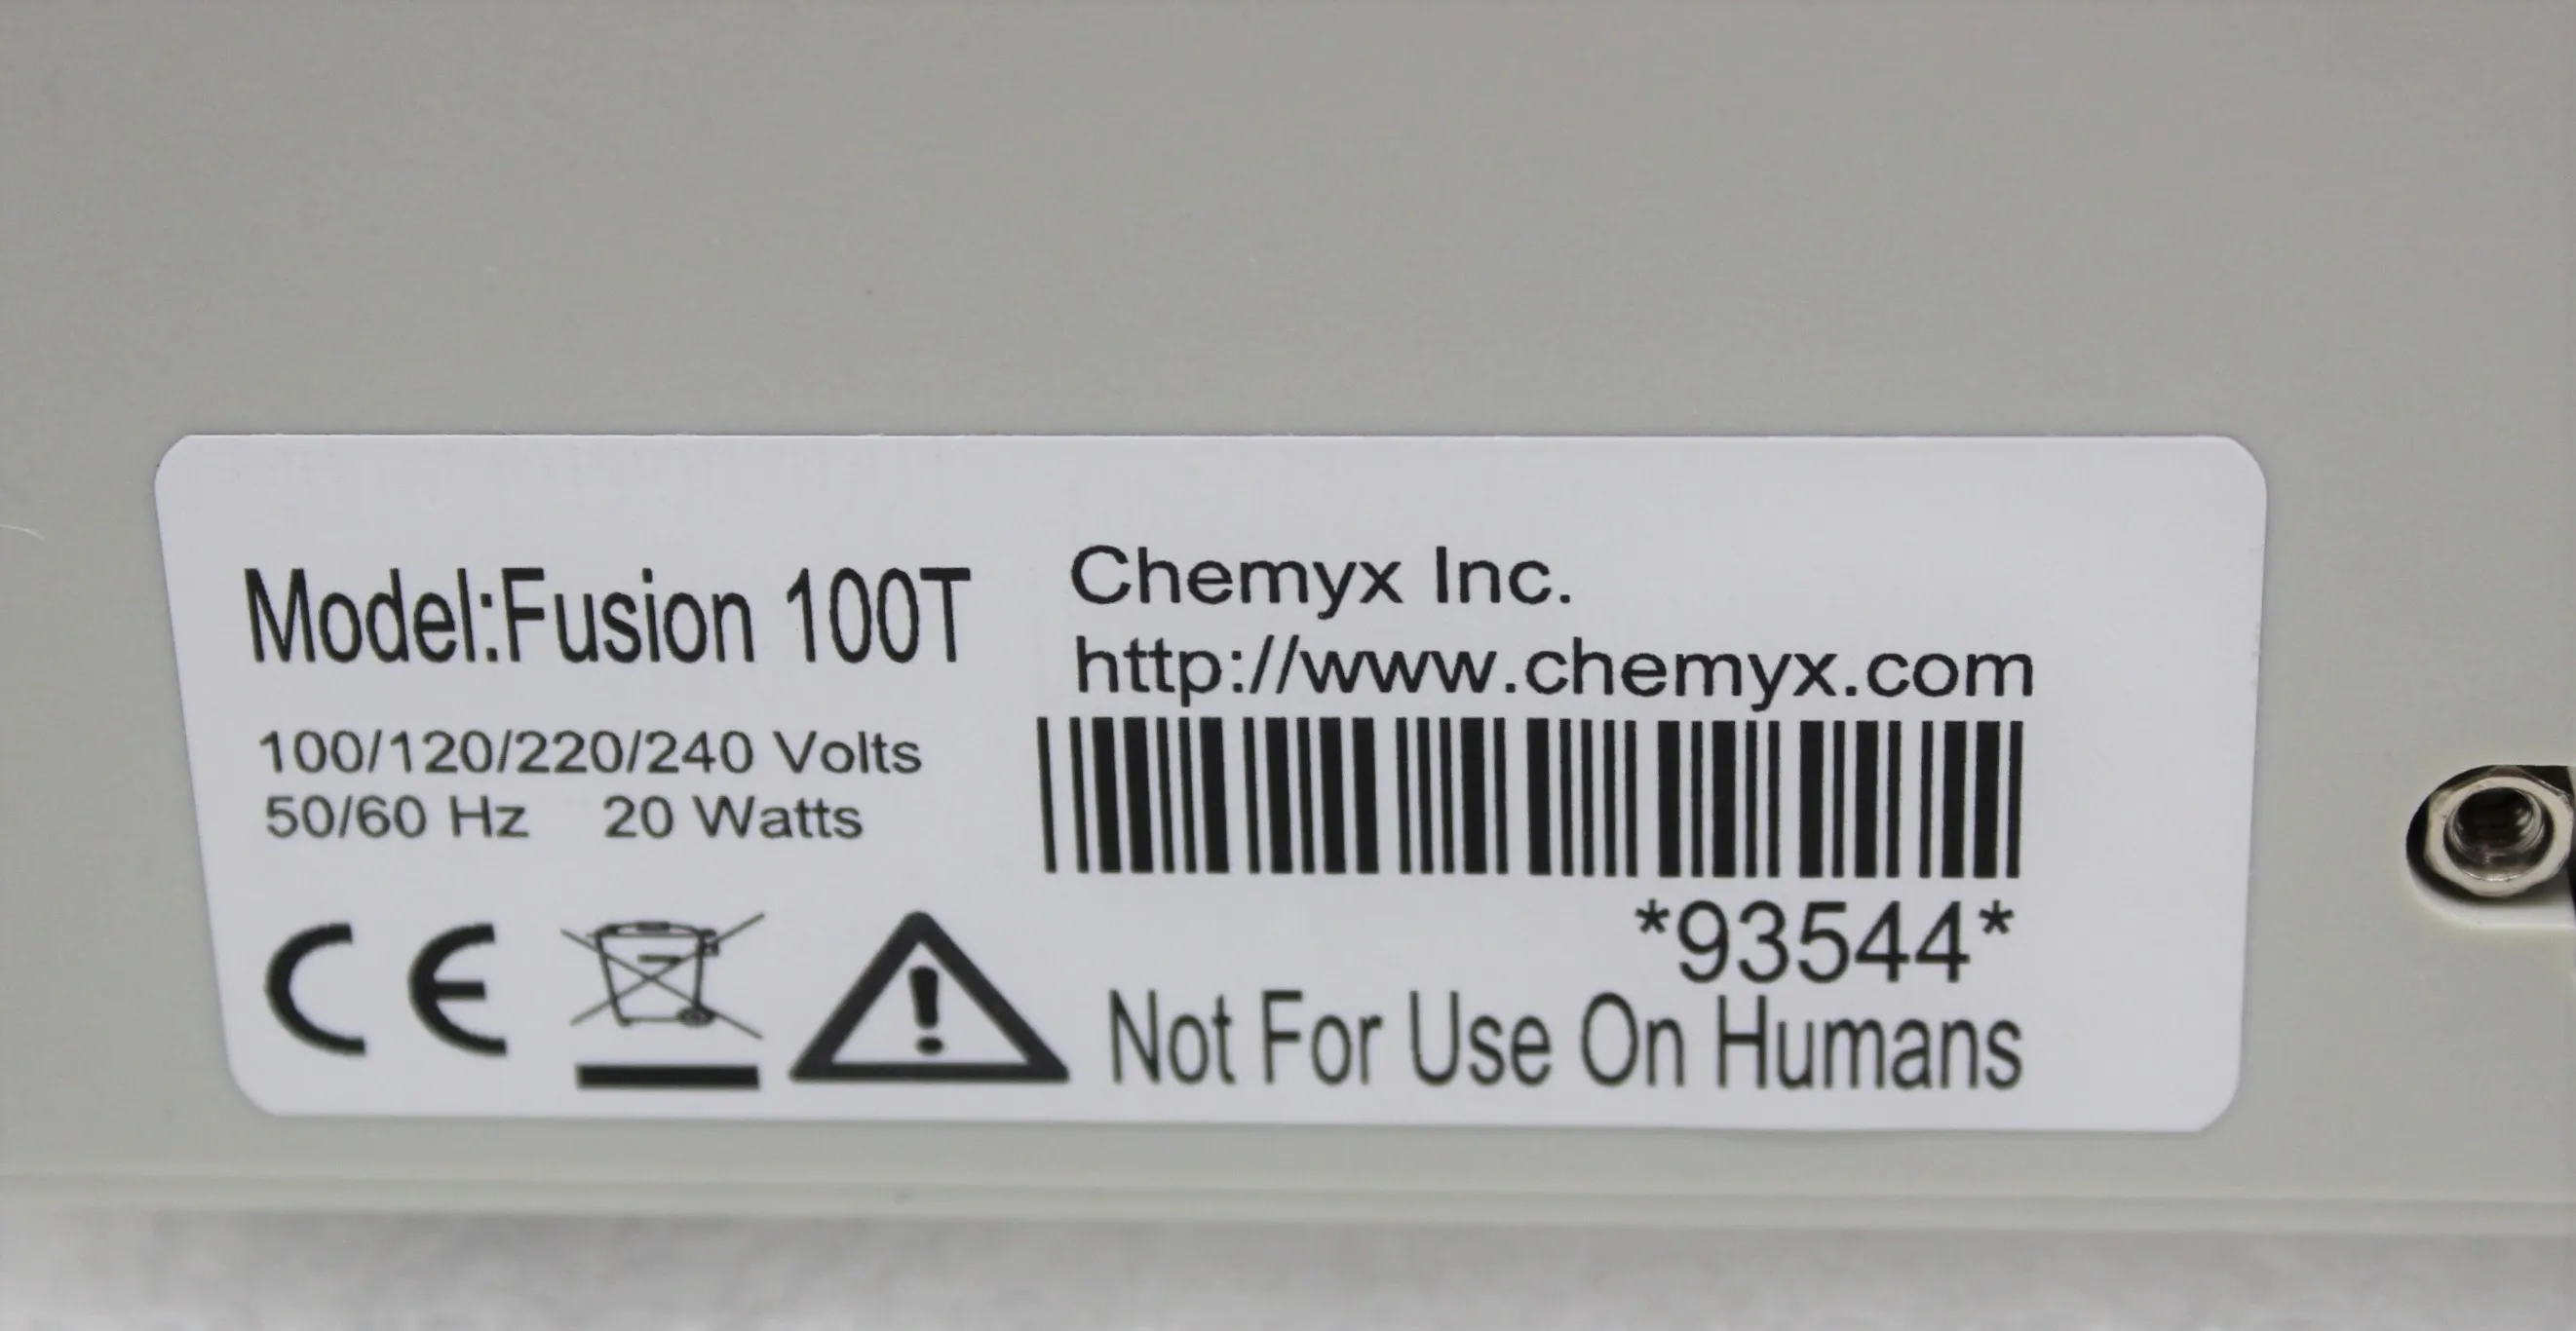 Model:Fusion 100T
100/120/220/240 Volts
50/60 Hz 20 Watts
CE
Chemyx Inc.
http://www.chemyx.com
*93544*
Not For Use On Humans